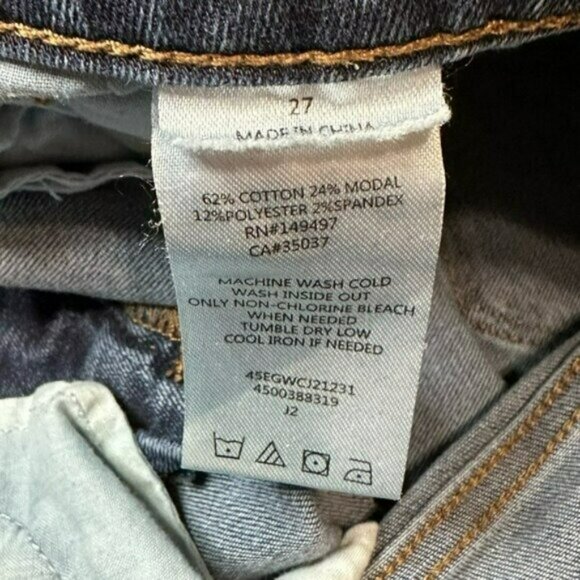 27
MADE IN CHINA
62% COTTON 24% MODAL
12%POLYESTER 2%SPANDEX
RN#149497
CA#35037
MACHINE WASH COLD
WASH INSIDE OUT
ONLY NON-CHLORINE BLEACH
WHEN NEEDED
TUMBLE DRY LOW
COOL IRON IF NEEDED
45EGWCJ21231
4500388319
J2